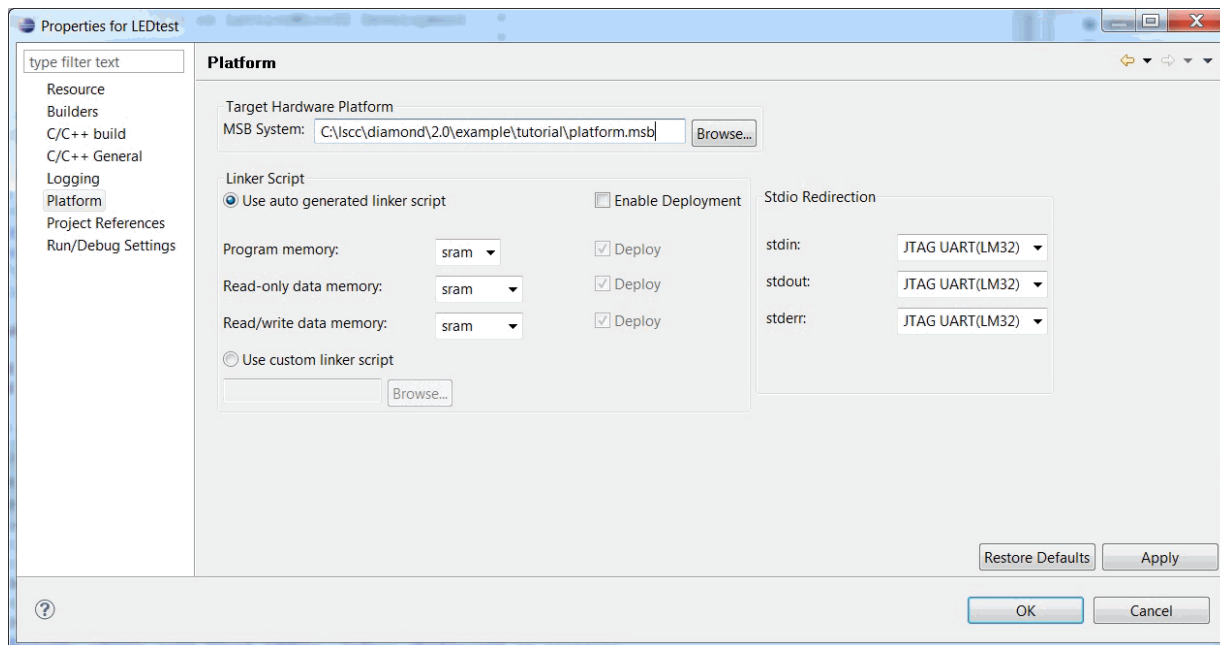 Properties for LEDtest
type filter text
Resource
Builders
C/C++ build
C/C++ General
Logging
Platform
Project References
Run/Debug Settings
Platform
Target Hardware Platform
MSB System: C:\lscc\diamond\2.0\example\tutorial\platform.msb Browse...
Linker Script
Use auto generated linker script Enable Deployment
Program memory: sram Deploy
Read-only data memory: sram Deploy
Read/write data memory: sram Deploy
Use custom linker script
Browse...
Stdio Redirection
stdin: JTAG UART(LM32)
stdout: JTAG UART(LM32)
stderr: JTAG UART(LM32)
Restore Defaults Apply
? OK Cancel